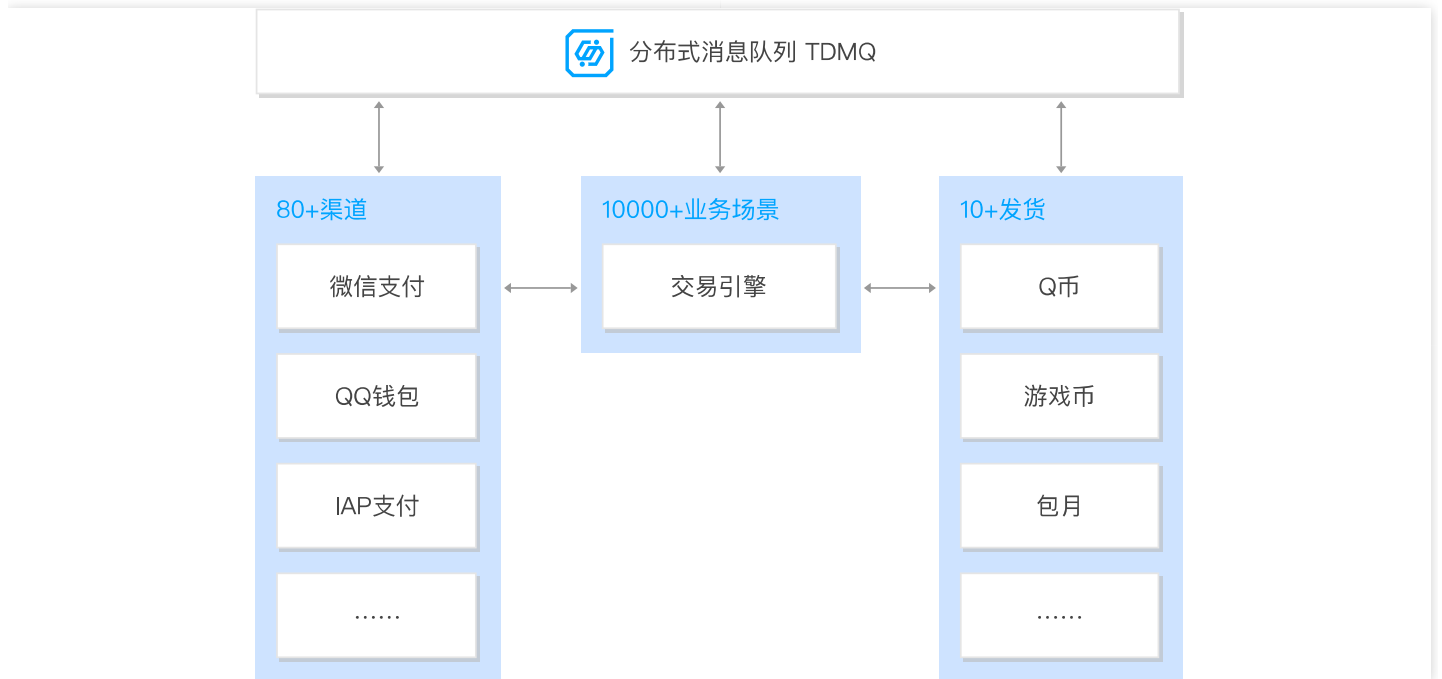 分布式消息队列 TDMQ
80+渠道
微信支付
QQ钱包
IAP支付
……
10000+业务场景
交易引擎
10+发货
Q币
游戏币
包月
……